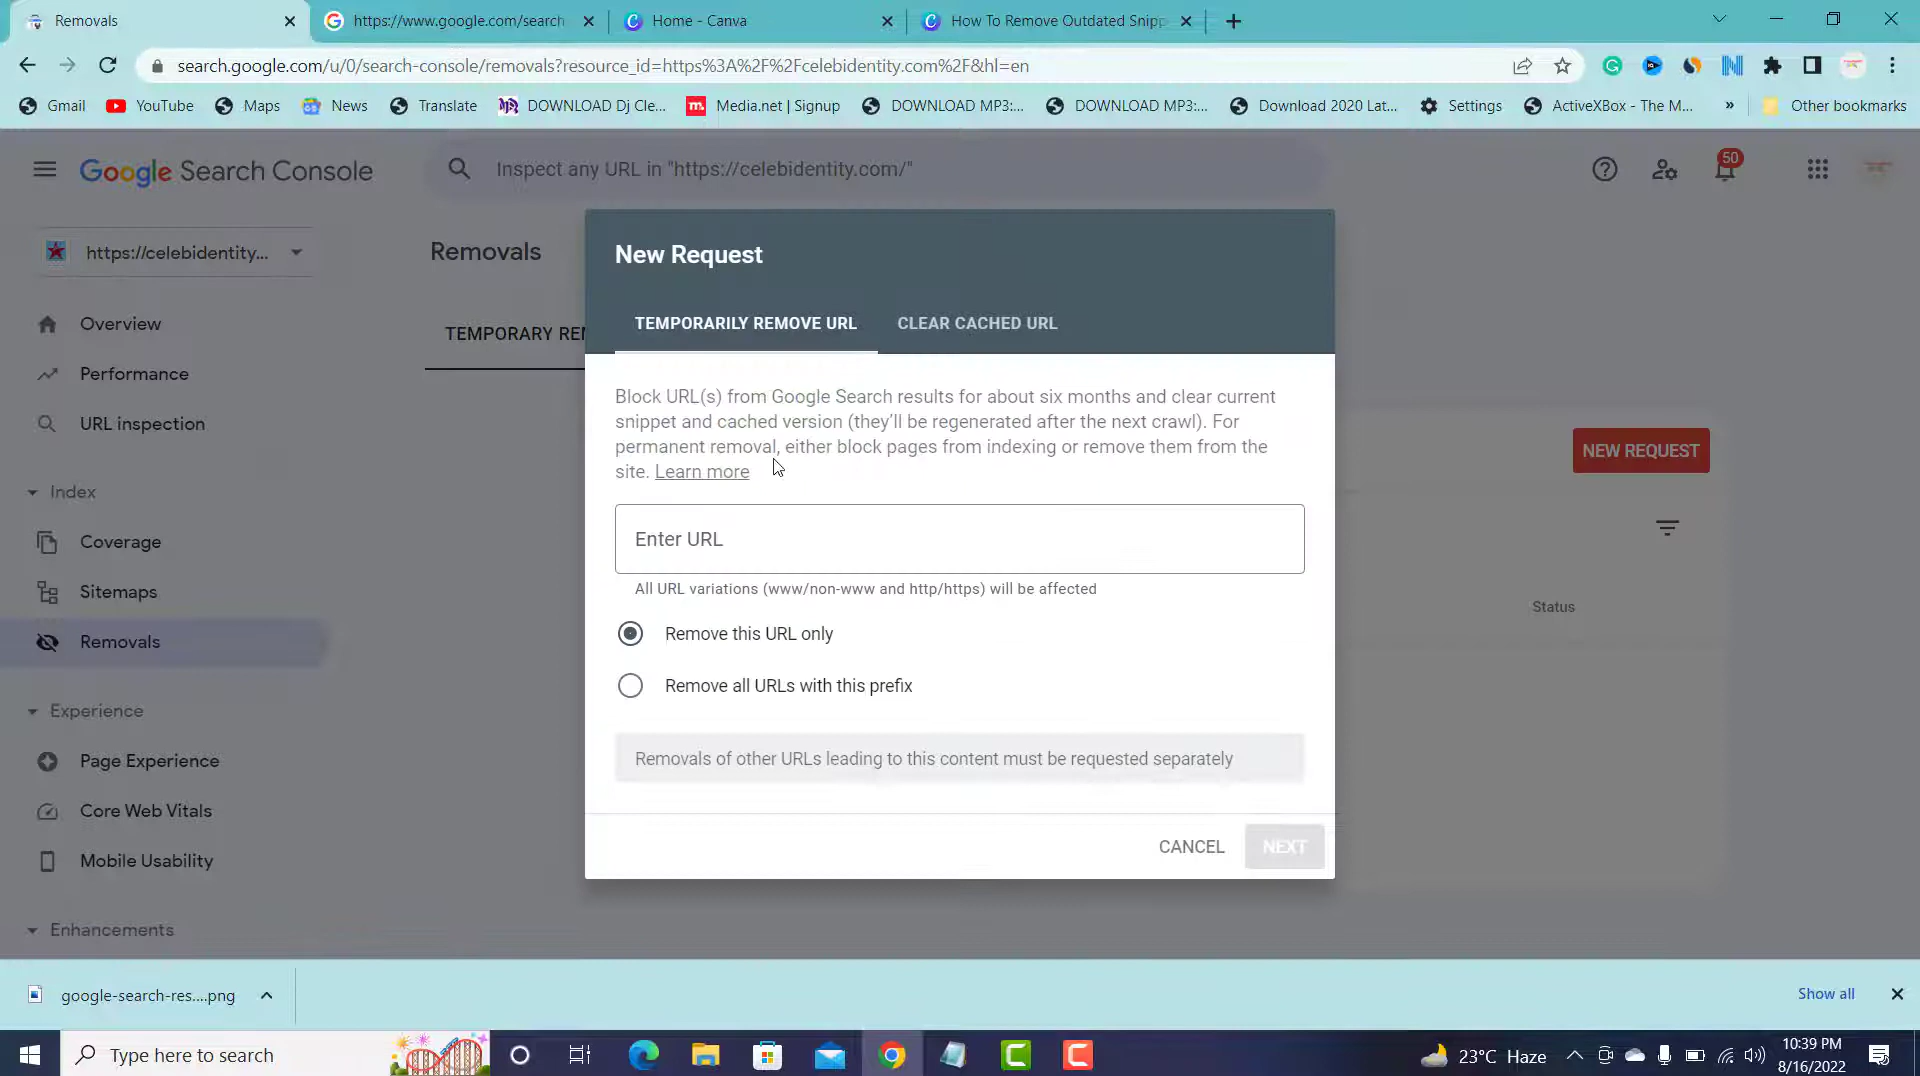 Removals
https://www.google.com/search
Home - Canva
How To Remove Outdated Snipp
search.google.com/u/0/search-console/removals?resource_id=https%3A%2F%2Fcelebidentity.com%2F&hl=en
Gmail
YouTube
Maps
News
Translate
DOWNLOAD Dj Cle...
Media.net | Signup
DOWNLOAD MP3:...
DOWNLOAD MP3:...
Download 2020 Lat...
Settings
ActiveXBox - The M...
»
Other bookmarks
Google Search Console
Inspect any URL in "https://celebidentity.com/"
50
https://celebidentity...
Removals
Overview
Performance
URL inspection
Index
Coverage
Sitemaps
Removals
Experience
Page Experience
Core Web Vitals
Mobile Usability
Enhancements
TEMPORARY REM
NEW REQUEST
Status
New Request
TEMPORARILY REMOVE URL
CLEAR CACHED URL
Block URL(s) from Google Search results for about six months and clear current
snippet and cached version (they'll be regenerated after the next crawl). For
permanent removal, either block pages from indexing or remove them from the
site. Learn more
Enter URL
All URL variations (www/non-www and http/https) will be affected
Remove this URL only
Remove all URLs with this prefix
Removals of other URLs leading to this content must be requested separately
CANCEL
NEXT
google-search-res....png
Show all
Type here to search
23°C Haze
10:39 PM
8/16/2022